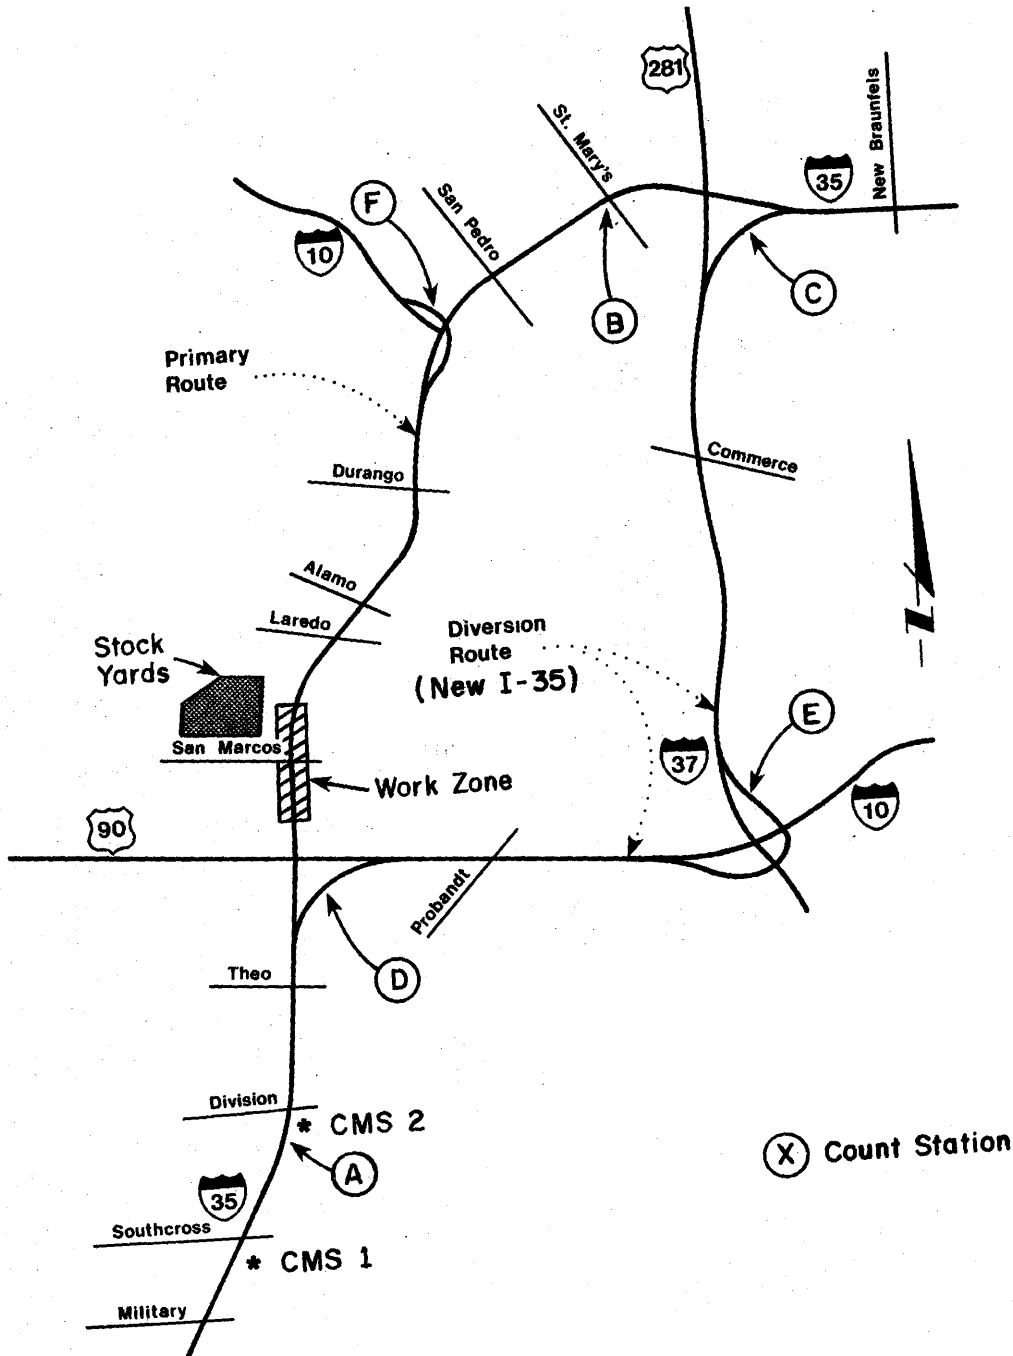 281
St. Mary's
New Braunfels
35
San Pedro
F
10
B
C
Primary
Route
Durango
Commerce
Alamo
Laredo
Diversion
Route
(New I-35)
N
Stock
Yards
San Marcos
E
37
Work Zone
10
90
Probandt
D
Theo
Division
* CMS 2
A
X Count Station
35
Southcross
* CMS 1
Military